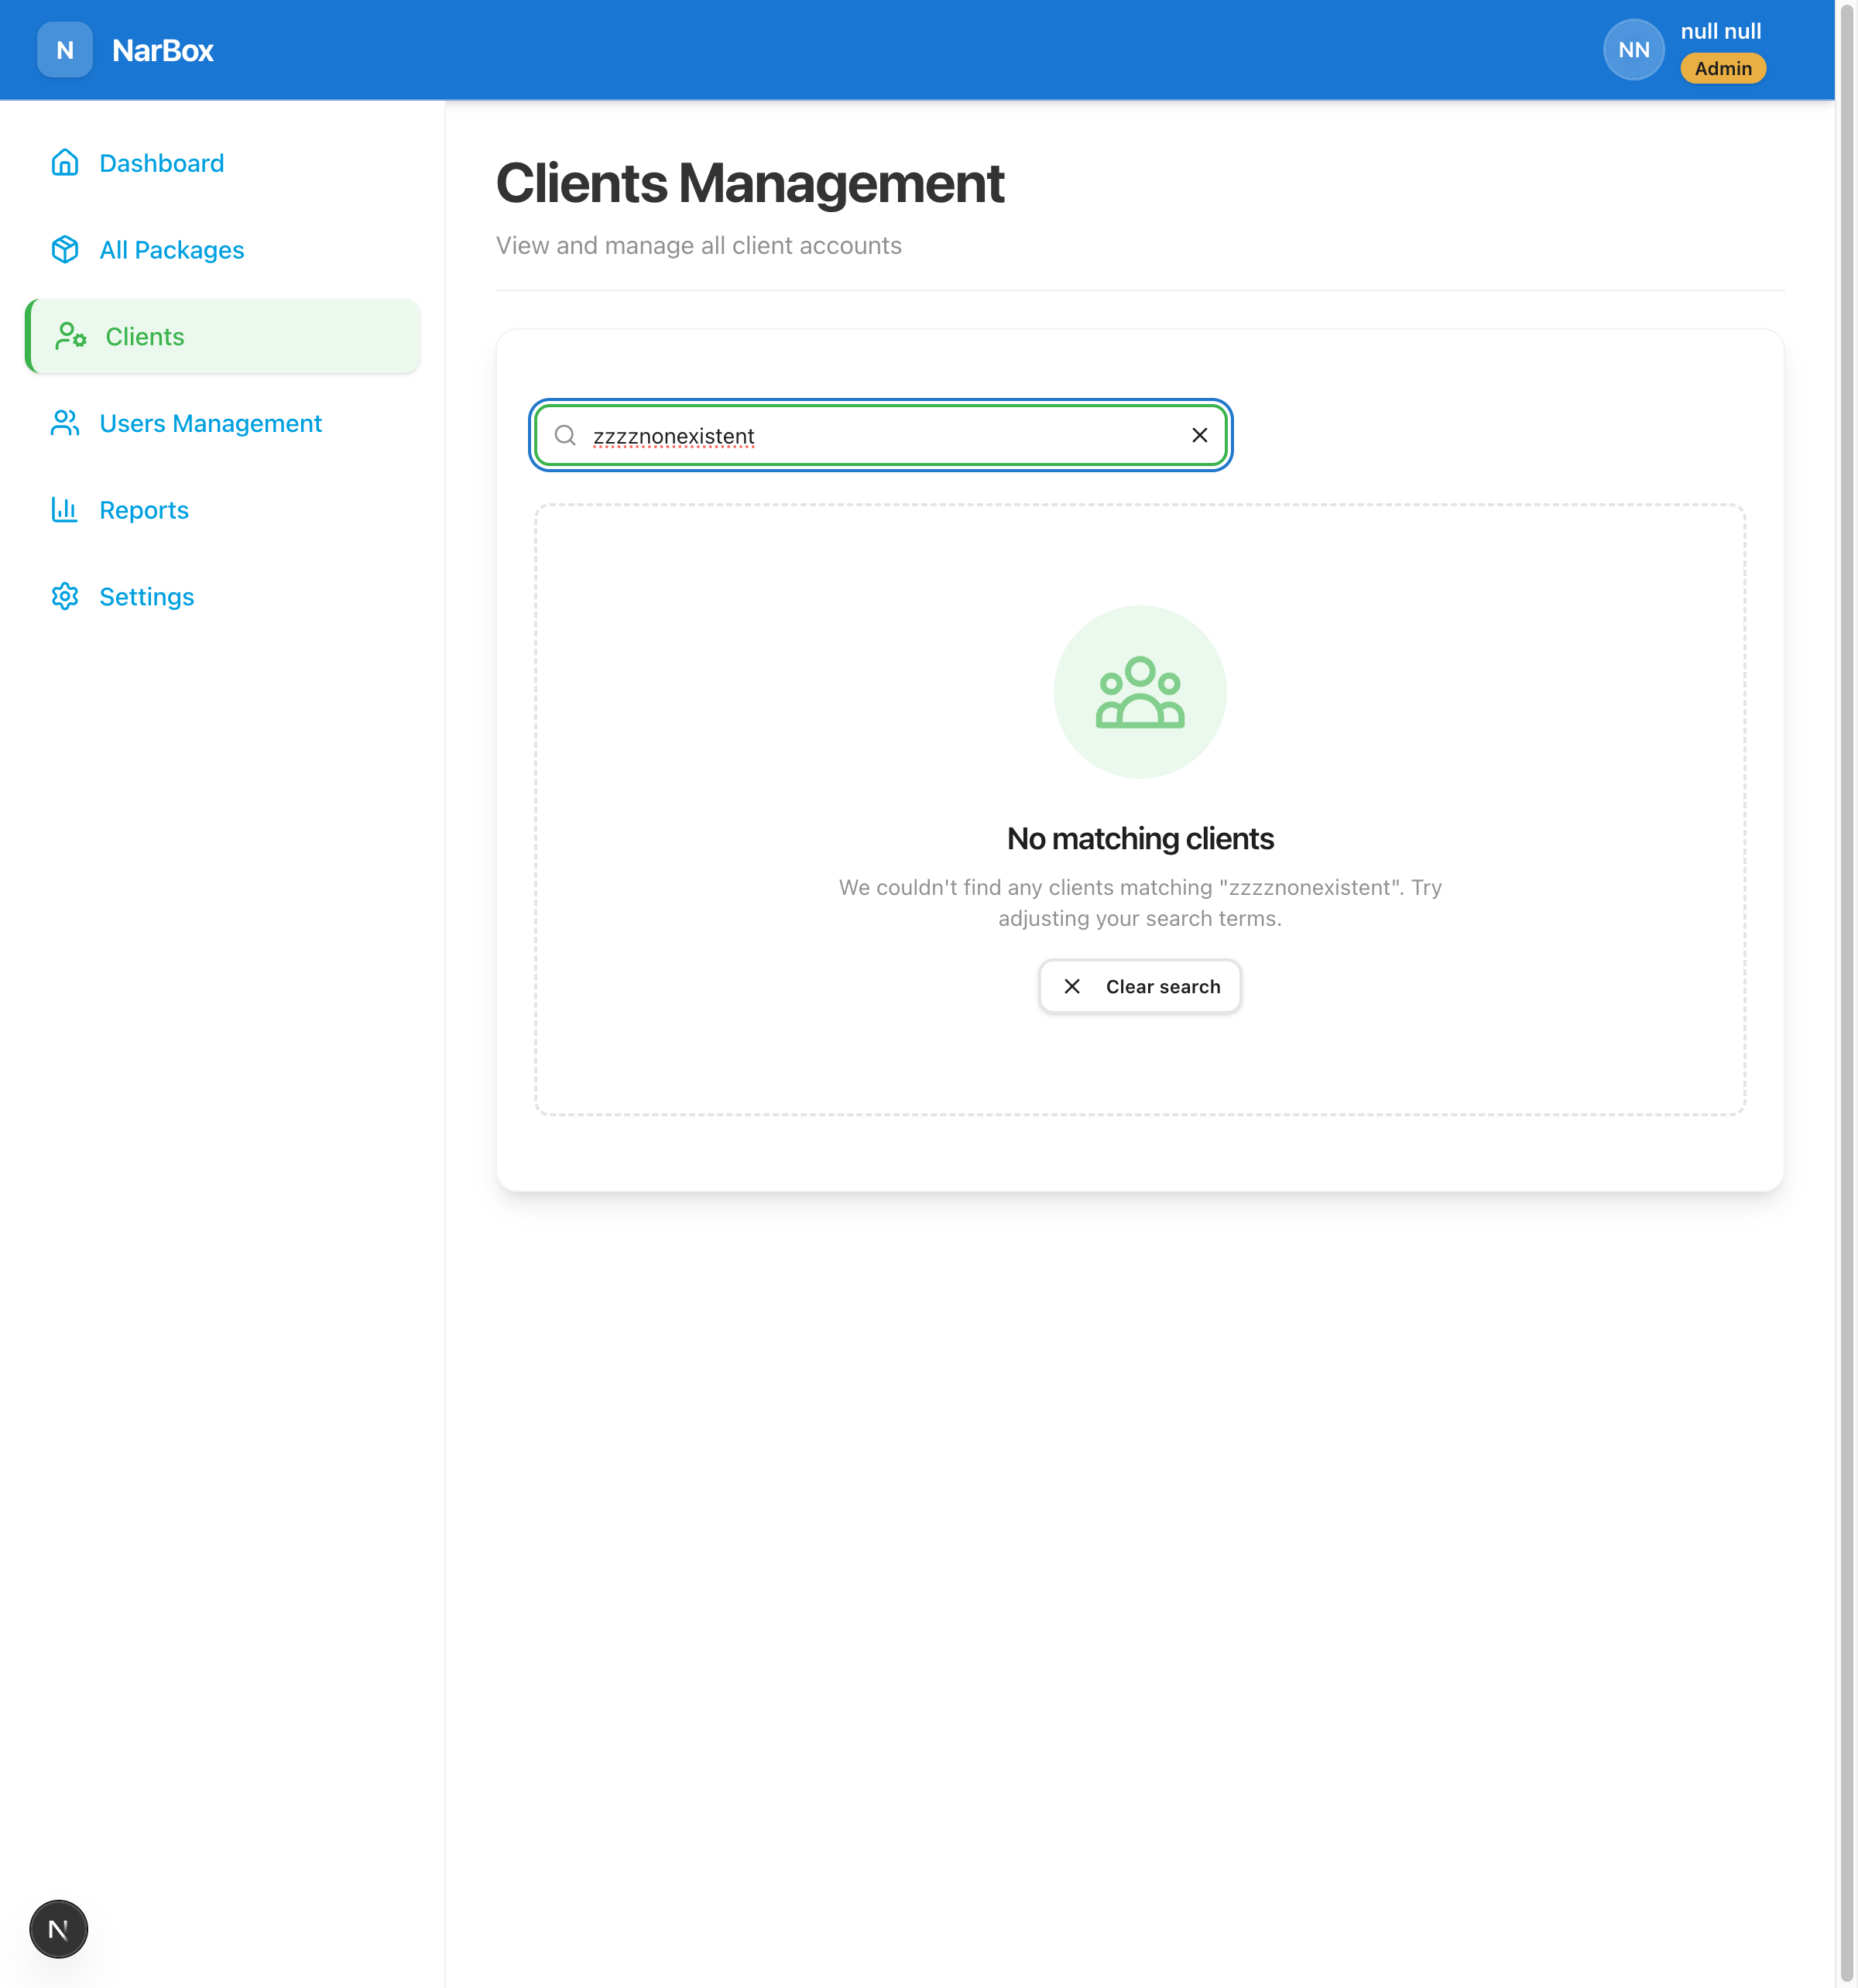 N
NarBox
NN
null null
Admin
Dashboard
All Packages
Clients
Users Management
Reports
Settings
Clients Management
View and manage all client accounts
zzzznonexistent
No matching clients
We couldn't find any clients matching "zzzznonexistent". Try
adjusting your search terms.
Clear search
N